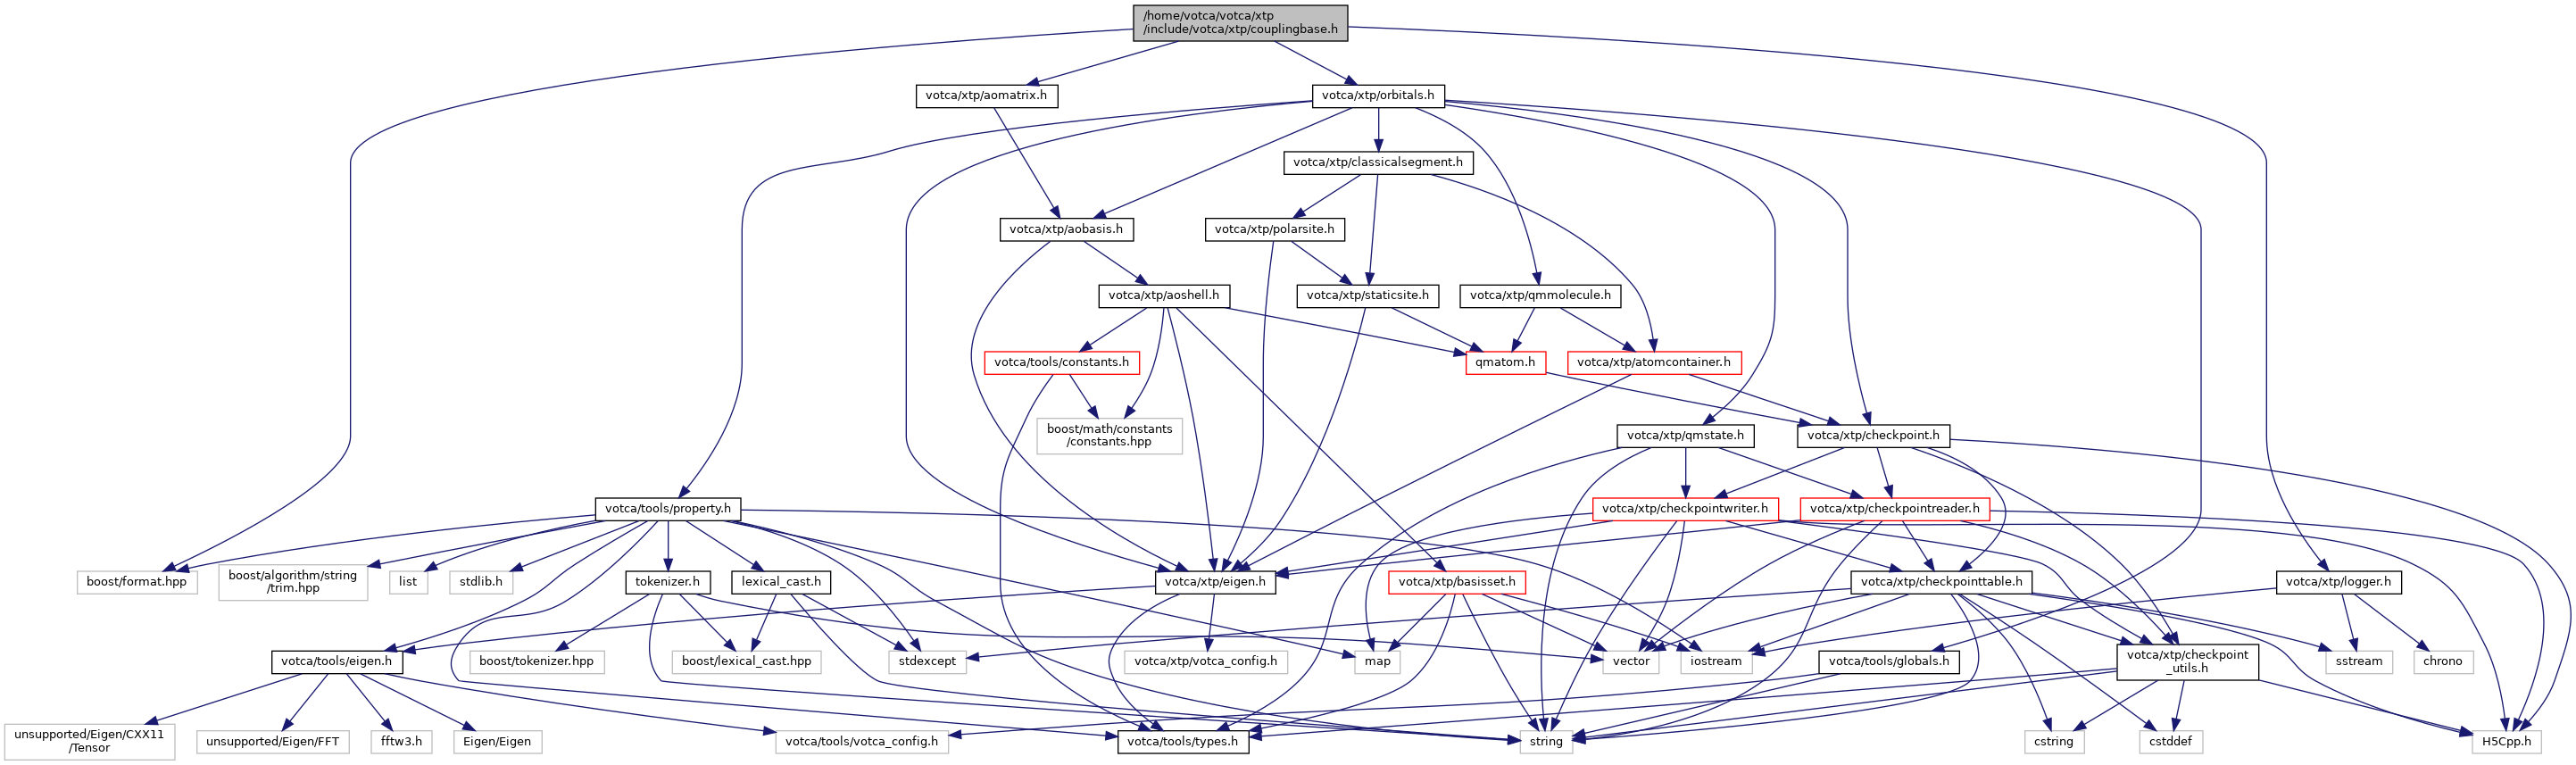 /home/votca/votca/xtp
/include/votca/xtp/couplingbase.h
votca/xtp/aomatrix.h
votca/xtp/orbitals.h
votca/xtp/classicalsegment.h
votca/xtp/aobasis.h
votca/xtp/polarsite.h
votca/xtp/aoshell.h
votca/xtp/staticsite.h
votca/xtp/qmmolecule.h
votca/tools/constants.h
qmatom.h
votca/xtp/atomcontainer.h
boost/math/constants
/constants.hpp
votca/xtp/qmstate.h
votca/xtp/checkpoint.h
votca/tools/property.h
votca/xtp/checkpointwriter.h
votca/xtp/checkpointreader.h
boost/format.hpp
boost/algorithm/string
/trim.hpp
list
stdlib.h
tokenizer.h
lexical_cast.h
votca/xtp/eigen.h
votca/xtp/basisset.h
votca/xtp/checkpointtable.h
votca/xtp/logger.h
votca/tools/eigen.h
boost/tokenizer.hpp
boost/lexical_cast.hpp
stdexcept
votca/xtp/votca_config.h
map
vector
iostream
votca/tools/globals.h
votca/xtp/checkpoint
_utils.h
sstream
chrono
unsupported/Eigen/CXX11
/Tensor
unsupported/Eigen/FFT
fftw3.h
Eigen/Eigen
votca/tools/votca_config.h
votca/tools/types.h
string
cstring
cstddef
H5Cpp.h